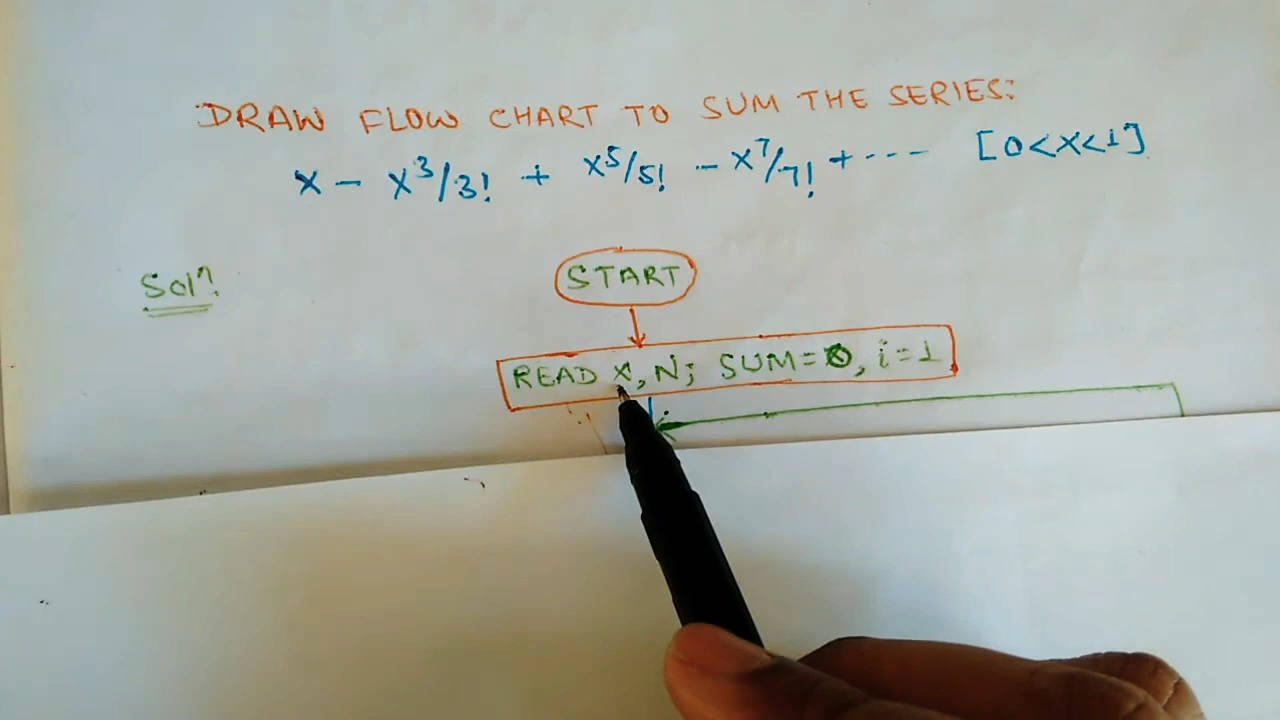 DRAW FLOW CHART TO SUM THE SERIES:
x - x³/3! + x⁵/5! - x⁷/7! + --- [0<x<1]
Solⁿ:
START
READ x, N; SUM=0, i=1